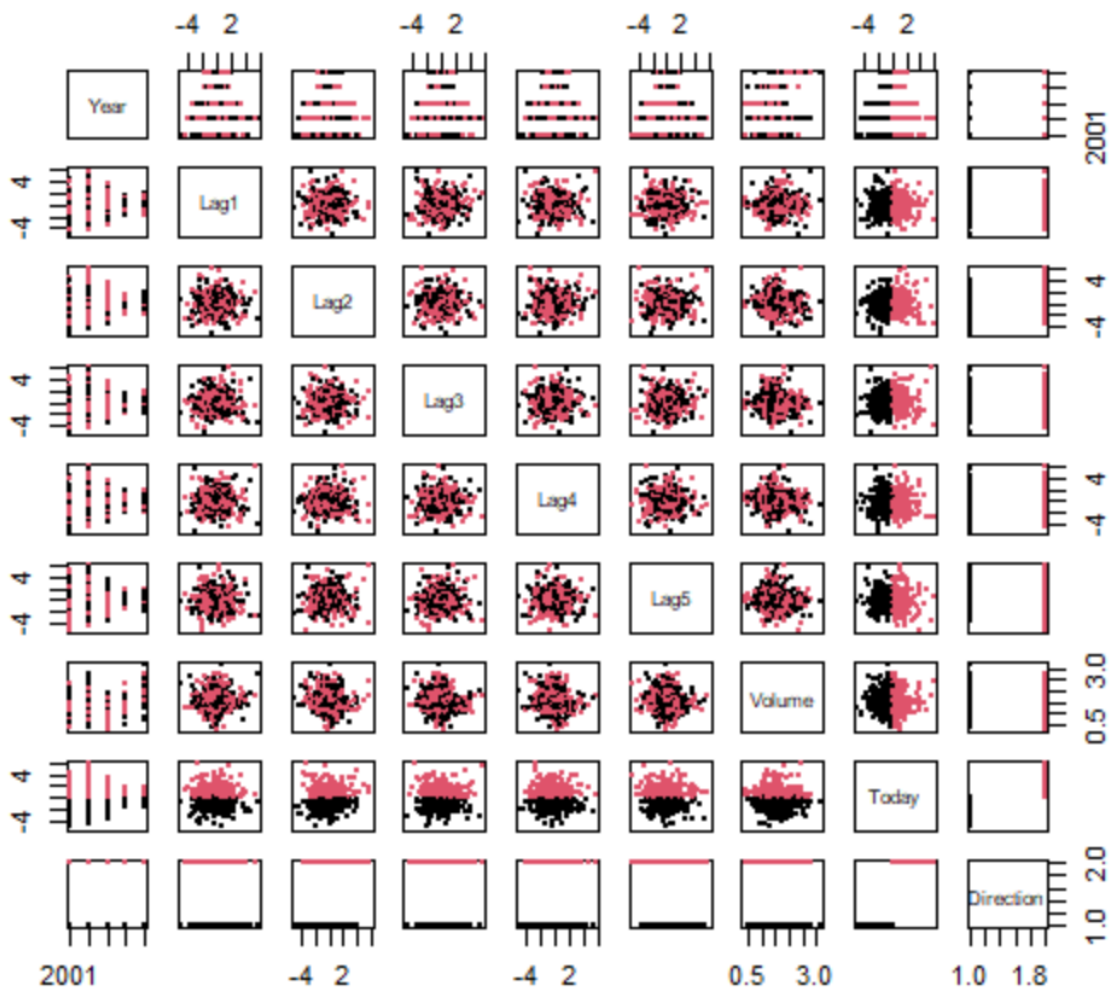 -4 2 -4 2 -4 2 -4 2
Year 2001
-4 4 Lag1
Lag2 -4 4
-4 4 Lag3
Lag4 -4 4
-4 4 Lag5
Volume 0.5 3.0
-4 4 Today
Direction 1.0 2.0
2001 -4 2 -4 2 0.5 3.0 1.0 1.8